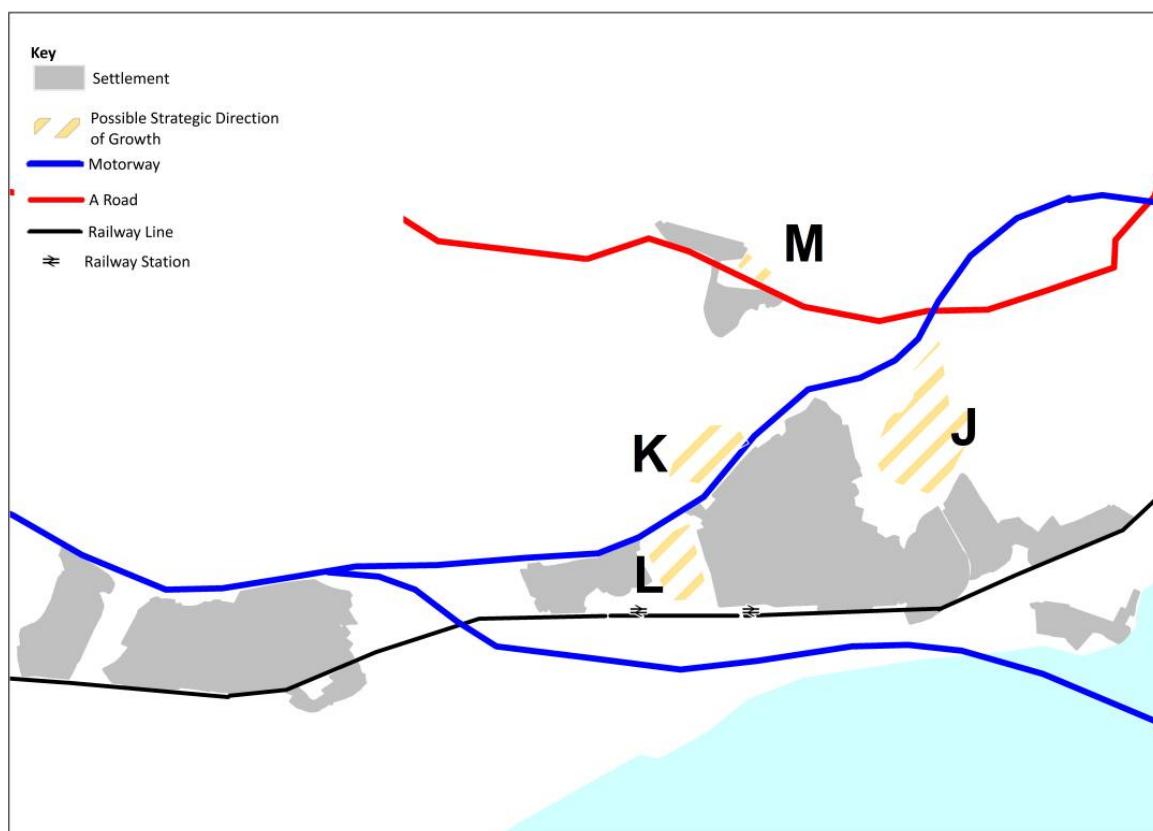 Key
Settlement
Possible Strategic Direction
of Growth
Motorway
A Road
Railway Line
Railway Station
M
K
J
L